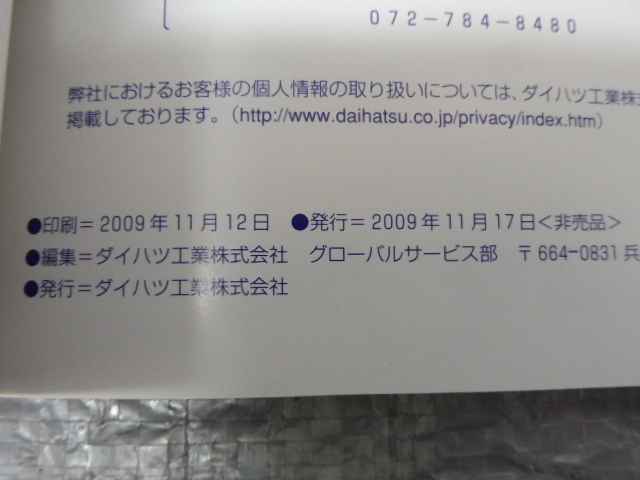 072−784−8480
弊社におけるお客様の個人情報の取り扱いについては、ダイハツ工業株
掲載しております。（http://www.daihatsu.co.jp/privacy/index.htm）
●印刷＝2009年11月12日　●発行＝2009年11月17日＜非売品＞
●編集＝ダイハツ工業株式会社　グローバルサービス部　〒664-0831兵
●発行＝ダイハツ工業株式会社